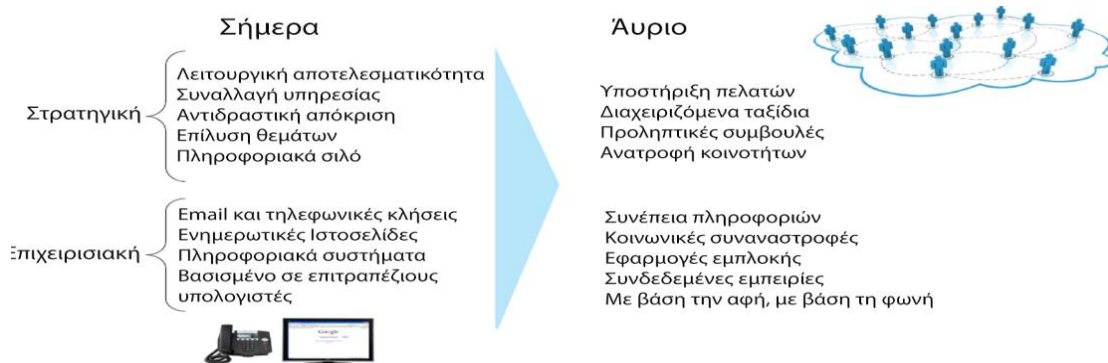 Σήμερα
Άυριο
Στρατηγική
Λειτουργική αποτελεσματικότητα
Συναλλαγή υπηρεσίας
Αντιδραστική απόκριση
Επίλυση θεμάτων
Πληροφοριακά σιλό
Υποστήριξη πελατών
Διαχειριζόμενα ταξίδια
Προληπτικές συμβουλές
Ανατροφή κοινοτήτων
Επιχειρισιακή
Email και τηλεφωνικές κλήσεις
Ενημερωτικές Ιστοσελίδες
Πληροφοριακά συστήματα
Βασισμένο σε επιτραπέζιους
υπολογιστές
Συνέπεια πληροφοριών
Κοινωνικές συναναστροφές
Εφαρμογές εμπλοκής
Συνδεδεμένες εμπειρίες
Με βάση την αφή, με βάση τη φωνή
Google